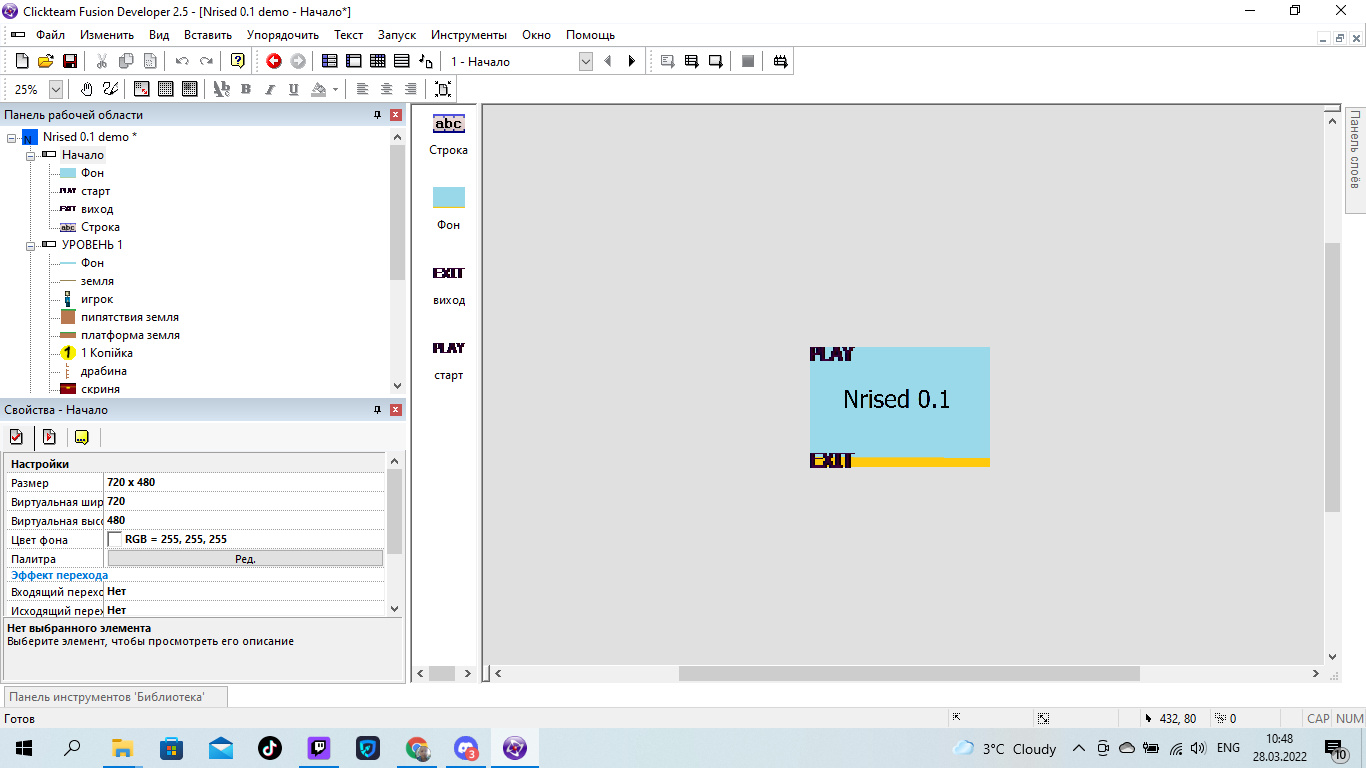 Clickteam Fusion Developer 2.5 - [Nrised 0.1 demo - Начало*]
Файл Изменить Вид Вставить Упорядочить Текст Запуск Инструменты Окно Помощь
1 - Начало
25%
Панель рабочей области
Nrised 0.1 demo *
Начало
Фон
старт
виход
Строка
УРОВЕНЬ 1
Фон
земля
игрок
пипятствия земля
платформа земля
1 Копійка
драбина
скриня
Свойства - Начало
Настройки
Размер 720 x 480
Виртуальная шир 720
Виртуальная высо 480
Цвет фона RGB = 255, 255, 255
Палитра Ред.
Эффект перехода
Входящий перехо Нет
Исходящий перех Нет
Нет выбранного элемента
Выберите элемент, чтобы просмотреть его описание
Панель инструментов 'Библиотека'
abc
Строка
Фон
EXIT
виход
PLAY
старт
PLAY
Nrised 0.1
EXIT
Панель слоёв
Готов
432, 80
0
CAP NUM
3°C Cloudy
ENG
10:48
28.03.2022
3
10